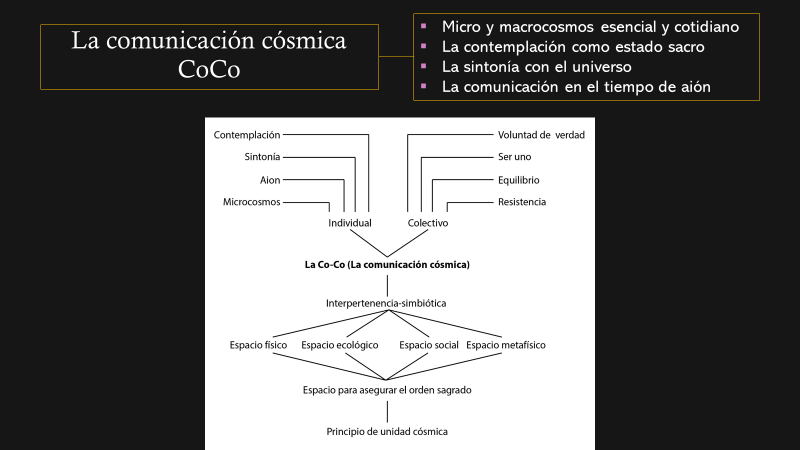 La comunicación cósmica
CoCo
Micro y macrocosmos esencial y cotidiano
La contemplación como estado sacro
La sintonía con el universo
La comunicación en el tiempo de aión
Contemplación
Sintonía
Aion
Microcosmos
Voluntad de verdad
Ser uno
Equilibrio
Resistencia
Individual
Colectivo
La Co-Co (La comunicación cósmica)
Interpertenencia-simbiótica
Espacio físico
Espacio ecológico
Espacio social
Espacio metafísico
Espacio para asegurar el orden sagrado
Principio de unidad cósmica